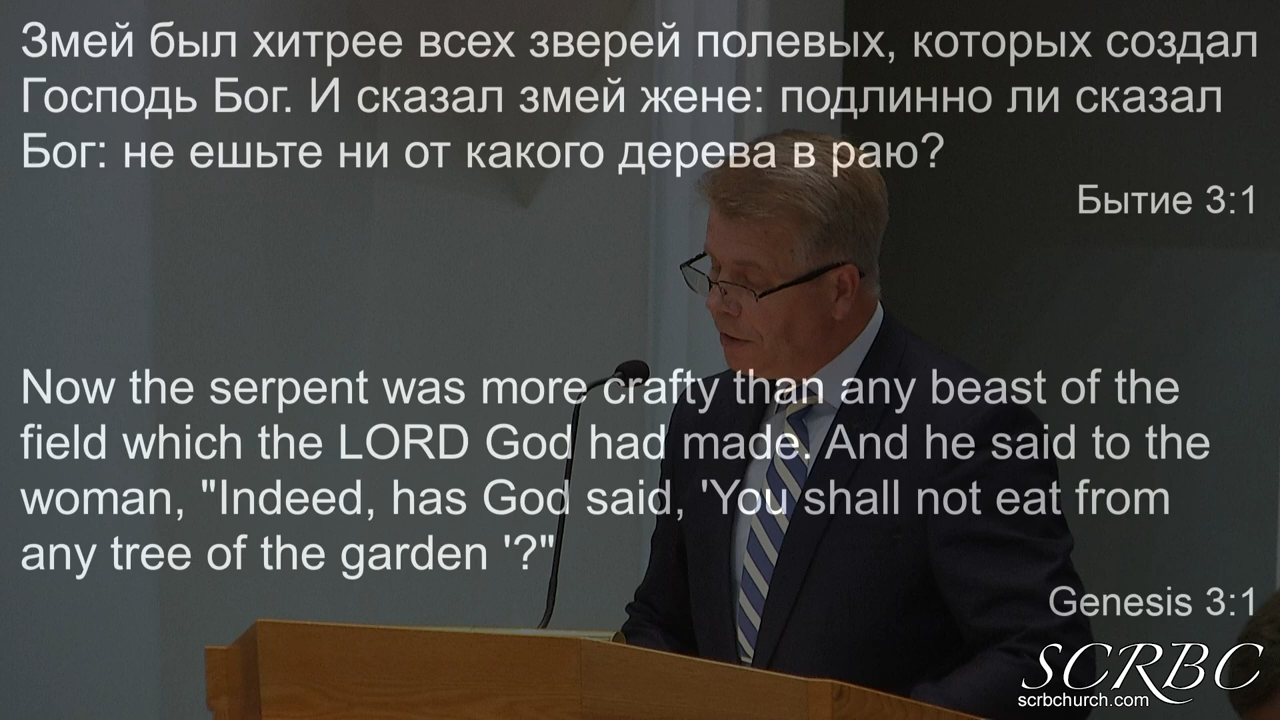 Змей был хитрее всех зверей полевых, которых создал
Господь Бог. И сказал змей жене: подлинно ли сказал
Бог: не ешьте ни от какого дерева в раю?
Бытие 3:1
Now the serpent was more crafty than any beast of the
field which the LORD God had made. And he said to the
woman, "Indeed, has God said, 'You shall not eat from
any tree of the garden '?"
Genesis 3:1
SCRBC
scrbchurch.com